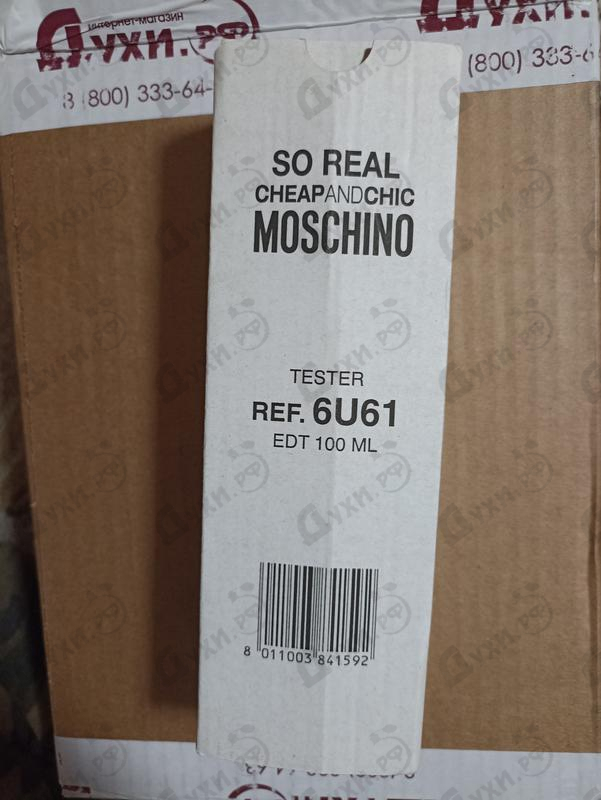 интернет-магазин
Духи.рф
Духи.
8 (800) 333-64-
(800) 333-6
SO REAL
CHEAPANDCHIC
MOSCHINO
TESTER
REF. 6U61
EDT 100 ML
8 011003 841592